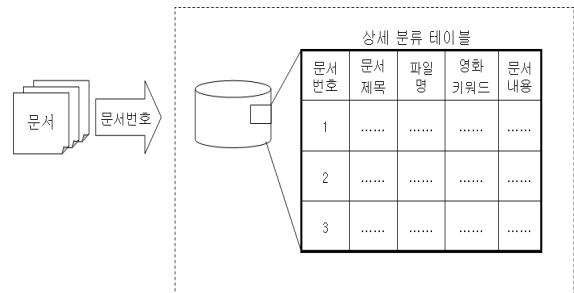 상세 분류 테이블
문서
문서번호
문서 번호 문서 제목 파일 명 영화 키워드 문서 내용
1 …… …… …… ……
2 …… …… …… ……
3 …… …… …… ……